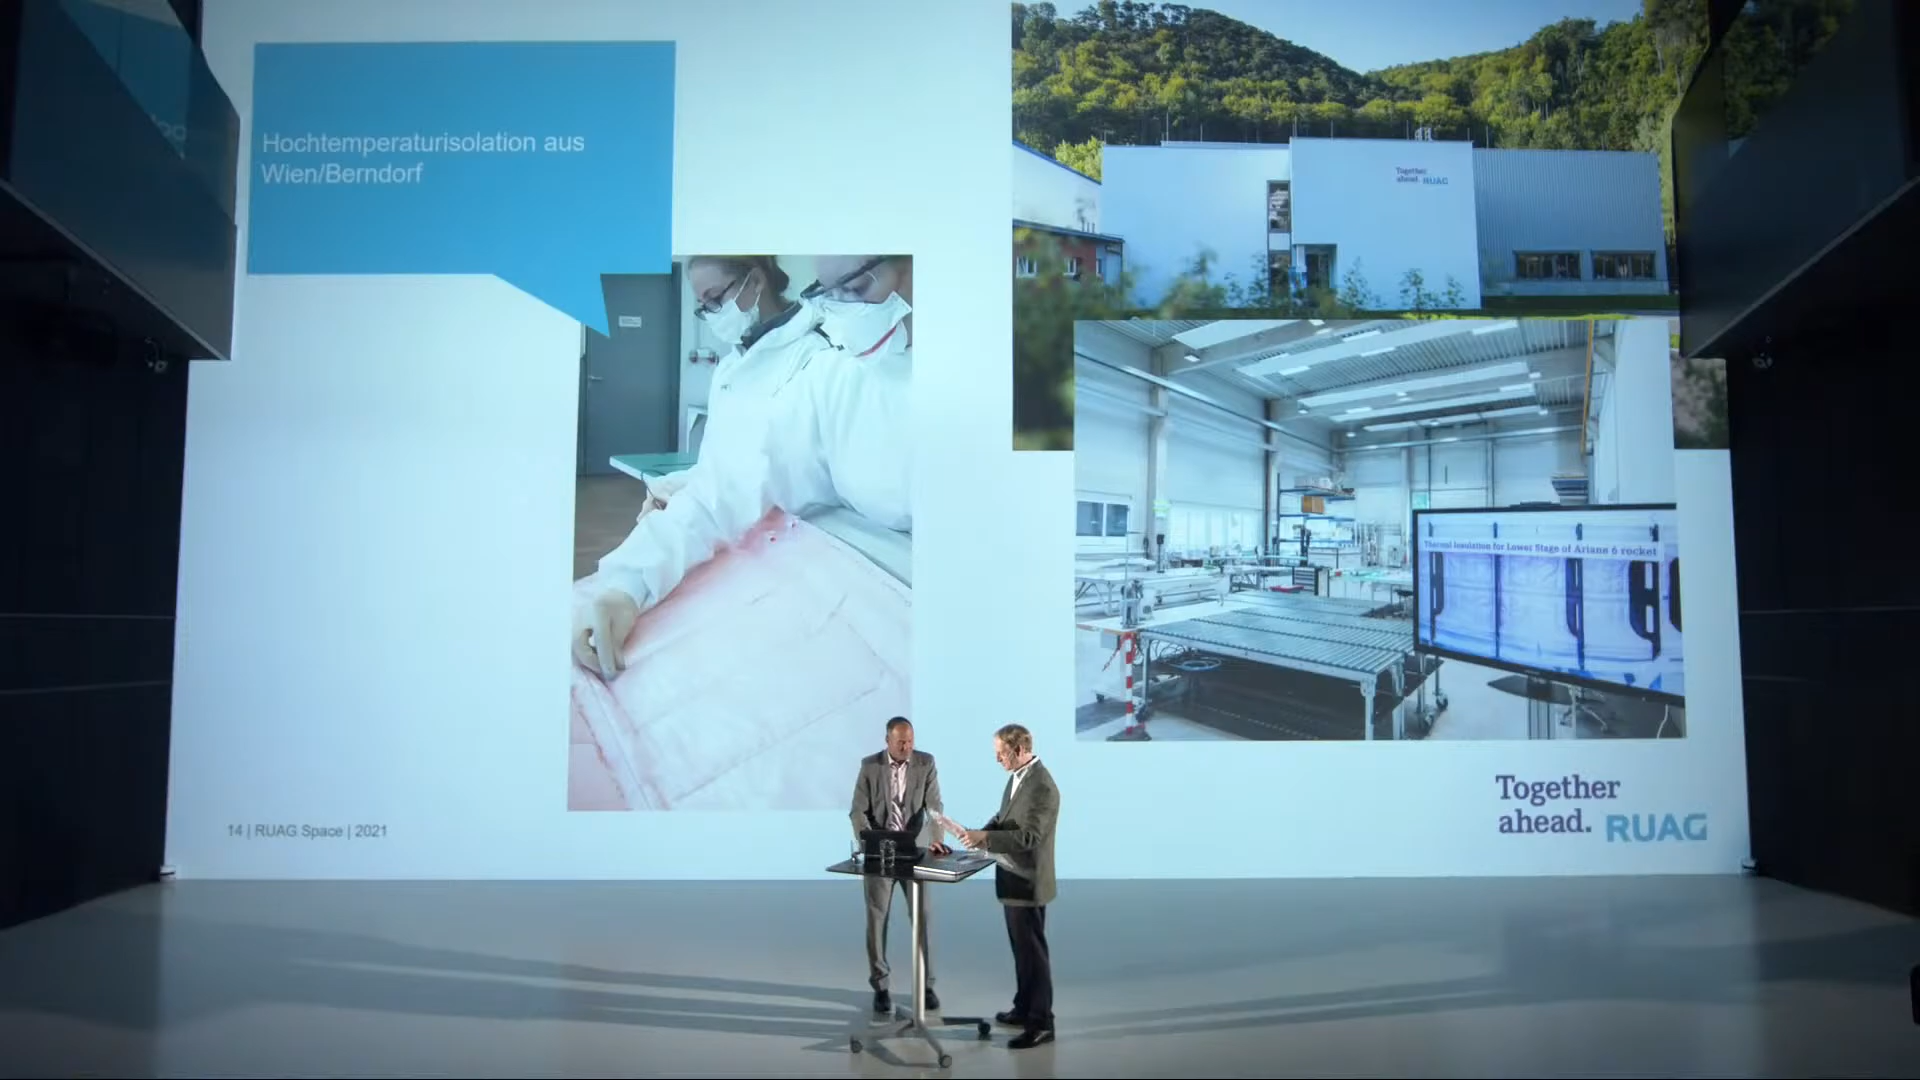 Hochtemperaturisolation aus
Wien/Berndorf
Together
ahead. RUAG
Thermal Insulation for Lower Stage of Ariane 6 rocket
14 | RUAG Space | 2021
Together
ahead. RUAG